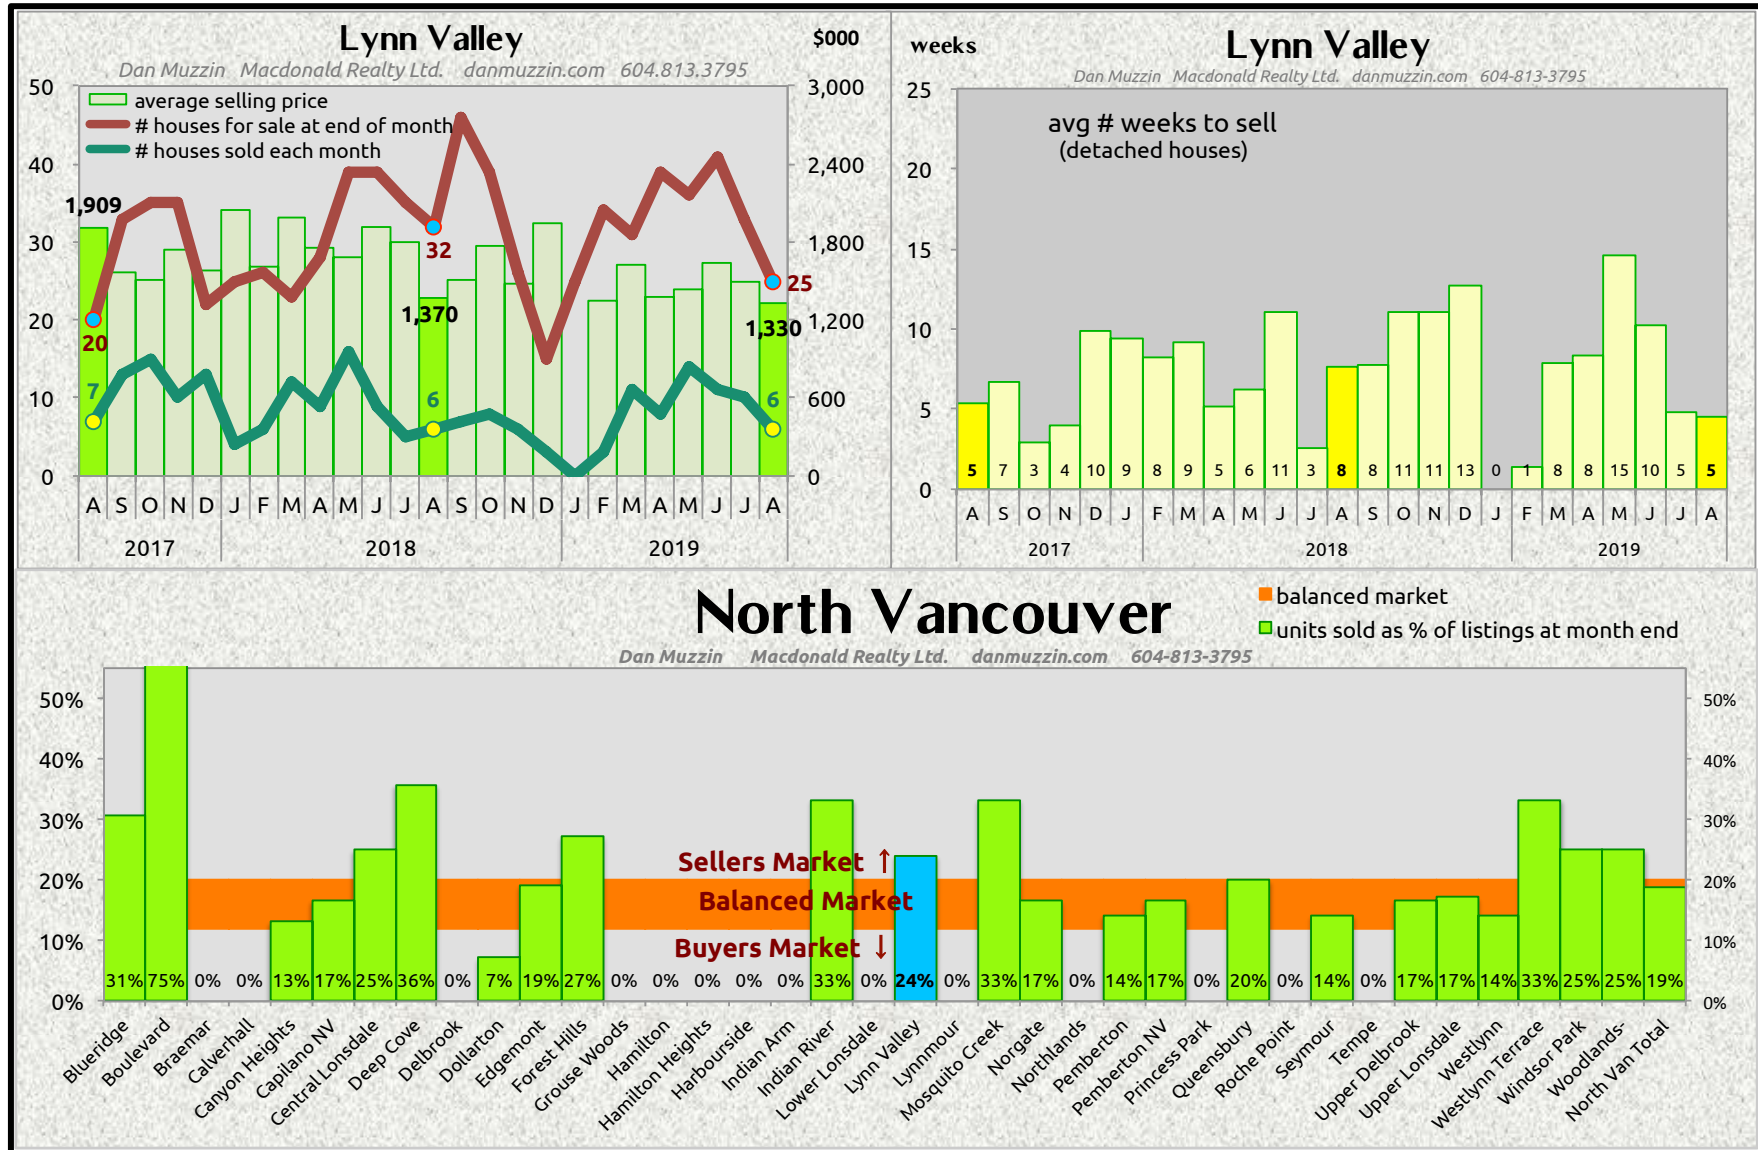 Lynn Valley
$000
Dan Muzzin Macdonald Realty Ltd. danmuzzin.com 604.813.3795
50 3,000
average selling price
# houses for sale at end of month
# houses sold each month
40 2,400
1,909
30 1,800
32
25
1,370
1,330
20 1,200
20
7 6 6
10 600
0 0
A S O N D J F M A M J J A S O N D J F M A M J J A
2017 2018 2019
weeks
Lynn Valley
Dan Muzzin Macdonald Realty Ltd. danmuzzin.com 604-813-3795
25
avg # weeks to sell
(detached houses)
20
15
10
5
5 7 3 4 10 9 8 9 5 6 11 3 8 8 11 11 13 0 1 8 8 15 10 5 5
0
A S O N D J F M A M J J A S O N D J F M A M J J A
2017 2018 2019
North Vancouver
balanced market
units sold as % of listings at month end
Dan Muzzin Macdonald Realty Ltd. danmuzzin.com 604-813-3795
50% 50%
40% 40%
30% 30%
Sellers Market ↑
20% 20%
Balanced Market
Buyers Market ↓
10% 10%
31% 75% 0% 0% 13% 17% 25% 36% 0% 7% 19% 27% 0% 0% 0% 0% 0% 33% 0% 24% 0% 33% 17% 0% 14% 17% 0% 20% 0% 14% 0% 17% 17% 14% 33% 25% 25% 19%
0% 0%
Blueridge
Boulevard
Braemar
Calverhall
Canyon Heights
Capilano NV
Central Lonsdale
Deep Cove
Delbrook
Dollarton
Edgemont
Forest Hills
Grouse Woods
Hamilton
Hamilton Heights
Harbourside
Indian Arm
Indian River
Lower Lonsdale
Lynn Valley
Lynnmour
Mosquito Creek
Norgate
Northlands
Pemberton
Pemberton NV
Princess Park
Queensbury
Roche Point
Seymour
Tempe
Upper Delbrook
Upper Lonsdale
Westlynn
Westlynn Terrace
Windsor Park
Woodlands-
North Van Total